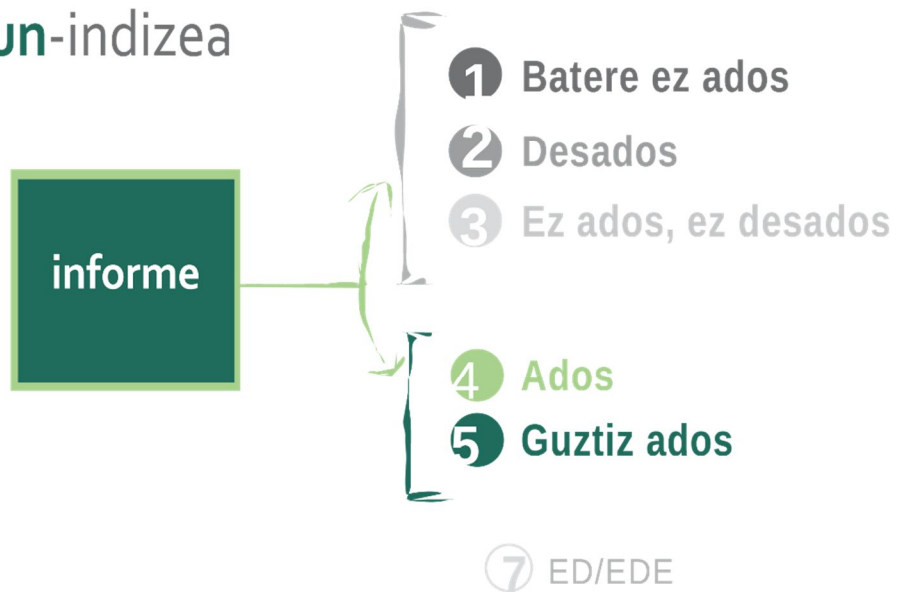 un-indizea
1 Batere ez ados
2 Desados
3 Ez ados, ez desados
informe
4 Ados
5 Guztiz ados
7 ED/EDE